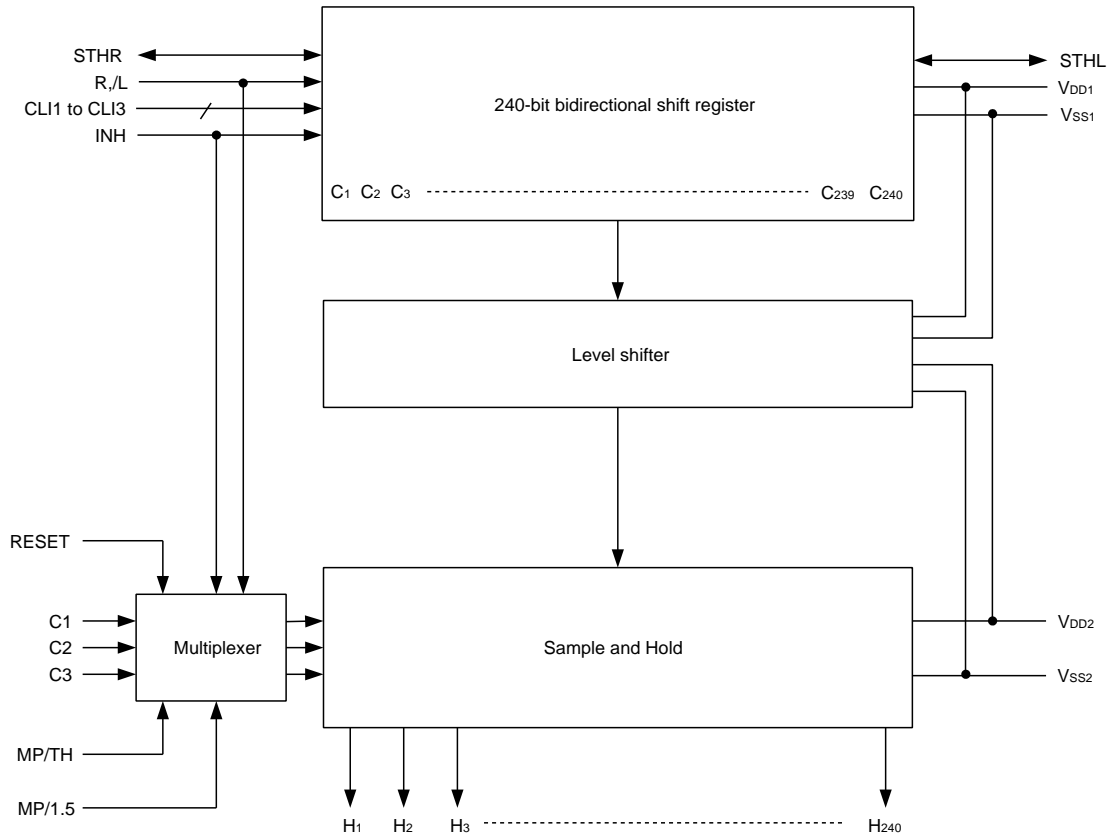 STHR
STHL
R,/L
VDD1
CLI1 to CLI3
240-bit bidirectional shift register
VSS1
INH
C1 C2 C3 C239 C240
Level shifter
RESET
C1
VDD2
C2
Multiplexer
Sample and Hold
C3
VSS2
MP/TH
MP/1.5
H1 H2 H3 H240